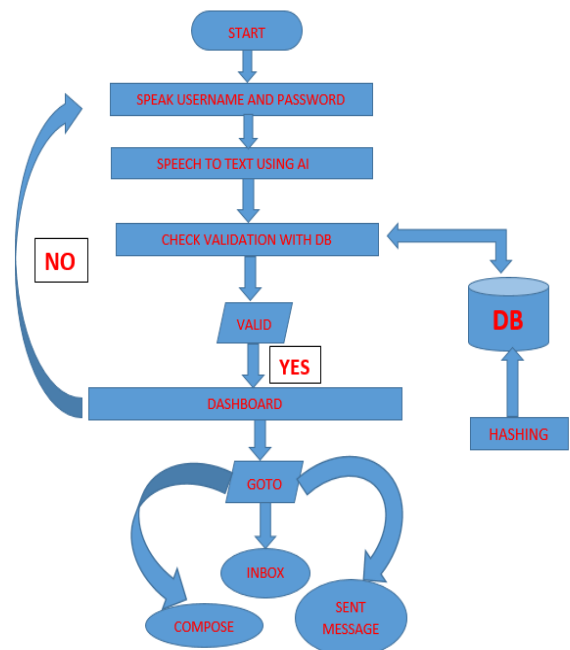 START
SPEAK USERNAME AND PASSWORD
SPEECH TO TEXT USING AI
CHECK VALIDATION WITH DB
NO
DB
VALID
YES
DASHBOARD
HASHING
GOTO
INBOX
SENT
MESSAGE
COMPOSE